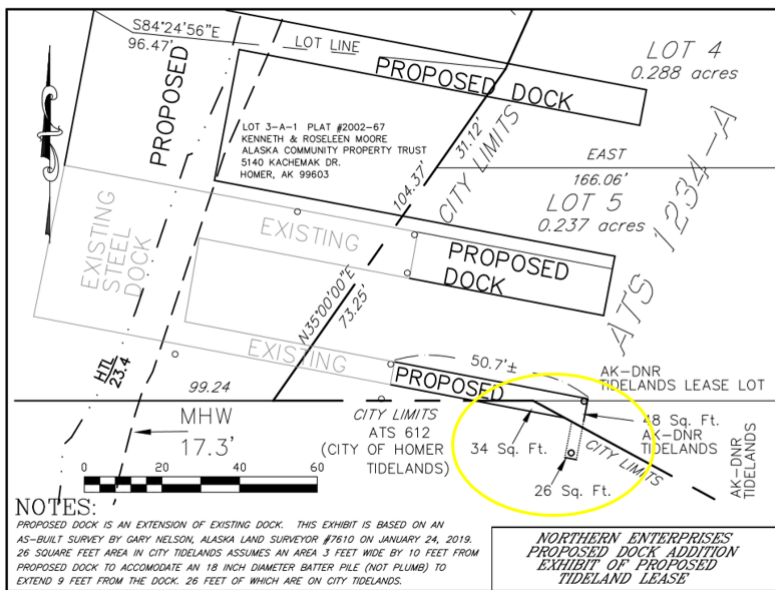 S84°24'56"E
96.47'
LOT LINE
LOT 4
0.288 acres
PROPOSED
PROPOSED DOCK
LOT 3-A-1 PLAT #2002-67
KENNETH & ROSELEEN MOORE
ALASKA COMMUNITY PROPERTY TRUST
5140 KACHEMAK DR.
HOMER, AK 99603
31.12'
104.37'
CITY LIMITS
EAST
166.06'
LOT 5
0.237 acres
ATS 1234-A
EXISTING
STEEL
DOCK
EXISTING
PROPOSED
DOCK
N35°00'00"E
73.25'
EXISTING
50.7'±
PROPOSED
HTL
23.4
99.24
AK-DNR
TIDELANDS LEASE LOT
MHW
17.3'
CITY LIMITS
ATS 612
(CITY OF HOMER
TIDELANDS)
34 Sq. Ft.
48 Sq. Ft.
AK-DNR
TIDELANDS
CITY LIMITS
26 Sq. Ft.
AK-DNR
TIDELANDS
0 20 40 60
NOTES:
PROPOSED DOCK IS AN EXTENSION OF EXISTING DOCK. THIS EXHIBIT IS BASED ON AN
AS-BUILT SURVEY BY GARY NELSON, ALASKA LAND SURVEYOR #7610 ON JANUARY 24, 2019.
26 SQUARE FEET AREA IN CITY TIDELANDS ASSUMES AN AREA 3 FEET WIDE BY 10 FEET FROM
PROPOSED DOCK TO ACCOMODATE AN 18 INCH DIAMETER BATTER PILE (NOT PLUMB) TO
EXTEND 9 FEET FROM THE DOCK. 26 FEET OF WHICH ARE ON CITY TIDELANDS.
NORTHERN ENTERPRISES
PROPOSED DOCK ADDITION
EXHIBIT OF PROPOSED
TIDELAND LEASE